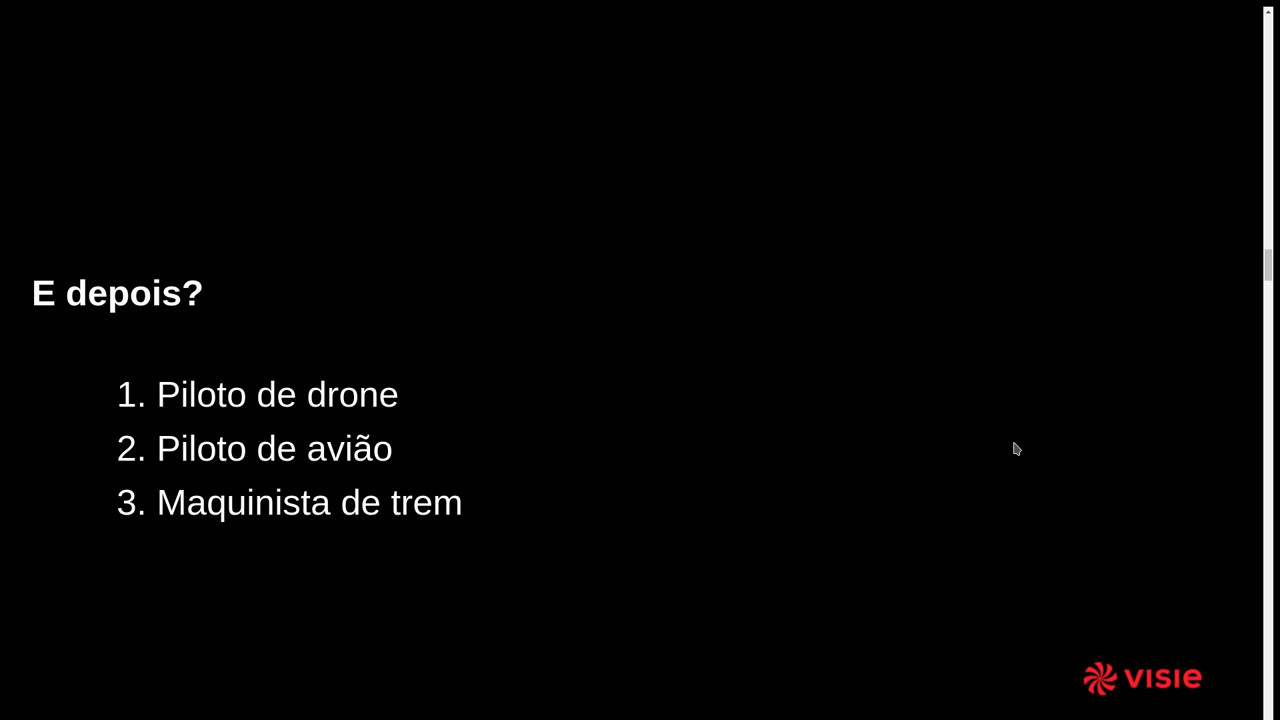 E depois?
1. Piloto de drone
2. Piloto de avião
3. Maquinista de trem
VISIE